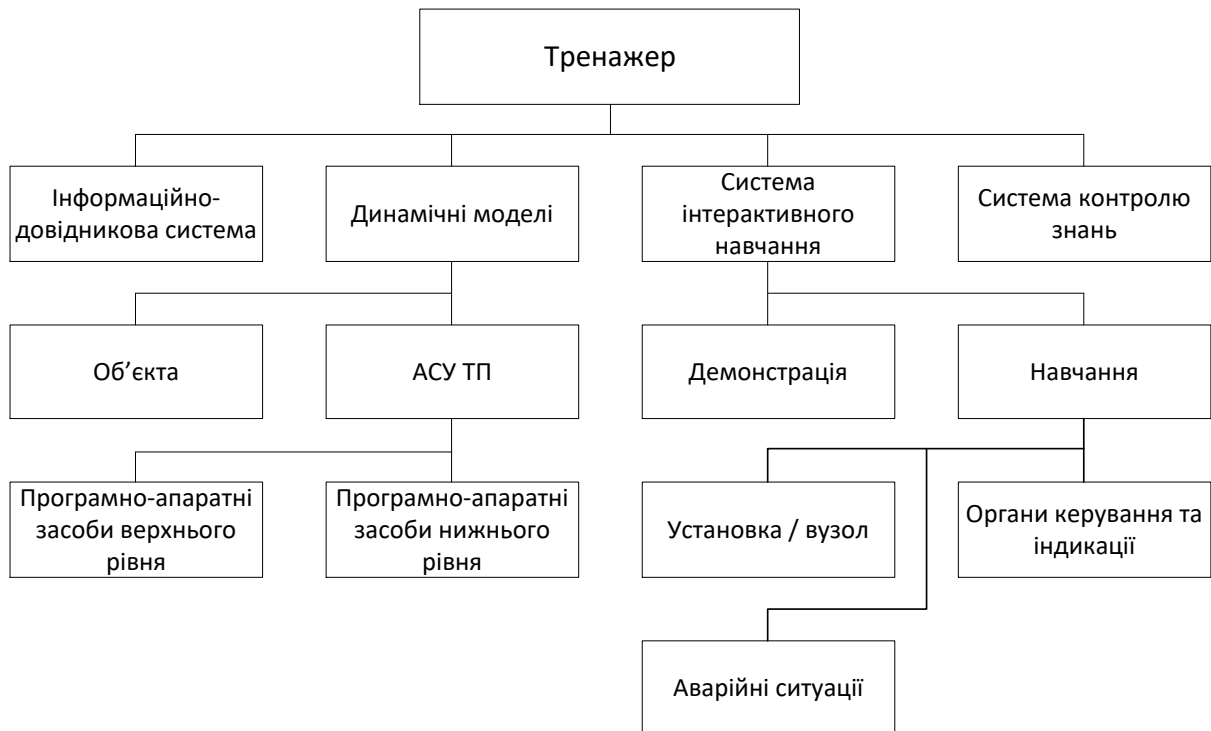 Тренажер
Інформаційно-
довідникова система
Динамічні моделі
Система
інтерактивного
навчання
Система контролю
знань
Об’єкта
АСУ ТП
Демонстрація
Навчання
Програмно-апаратні
засоби верхнього
рівня
Програмно-апаратні
засоби нижнього
рівня
Установка / вузол
Органи керування та
індикації
Аварійні ситуації